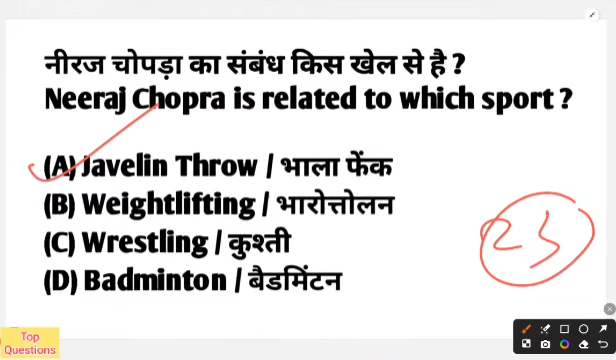 नीरज चोपड़ा का संबंध किस खेल से है ?
Neeraj Chopra is related to which sport ?
(A) Javelin Throw / भाला फेंक
(B) Weightlifting / भारोत्तोलन
(C) Wrestling / कुश्ती
(D) Badminton / बैडमिंटन
23
Top
Questions